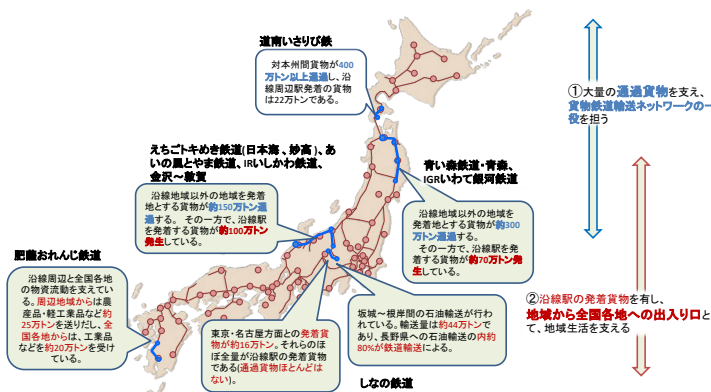 道南いさりび鉄
対本州間貨物が400
万トン以上通過し、沿
線周辺駅発着の貨物
は22万トンである。
①大量の通過貨物を支え、
貨物鉄道輸送ネットワークの一
役を担う
えちごトキめき鉄道(日本海、妙高)、あ
いの風とやま鉄道、IRいしかわ鉄道、
金沢～敦賀
沿線地域以外の地域を発着
地とする貨物が約150万トン通
過する。 その一方で、沿線駅
を発着する貨物が約100万トン
発生している。
青い森鉄道・青森、
IGRいわて銀河鉄道
沿線地域以外の地域を
発着地とする貨物が約300
万トン通過する。
その一方で、沿線駅を発
着する貨物が約70万トン発
生している。
肥薩おれんじ鉄道
沿線周辺と全国各地
の物資流動を支えてい
る。周辺地域からは農
産品・軽工業品など約
25万トンを送りだし、全
国各地からは、工業品
などを約20万トンを受けて
いる。
東京・名古屋方面との発着貨
物が約16万トン。それらのほ
ぼ全量が沿線駅の発着貨物
である(通過貨物ほとんどは
ない)。
坂城～根岸間の石油輸送が行わ
れている。輸送量は約44万トンで
あり、長野県への石油輸送の内約
80%が鉄道輸送による。
しなの鉄道
②沿線駅の発着貨物を有し、
地域から全国各地への出入り口と
て、地域生活を支える